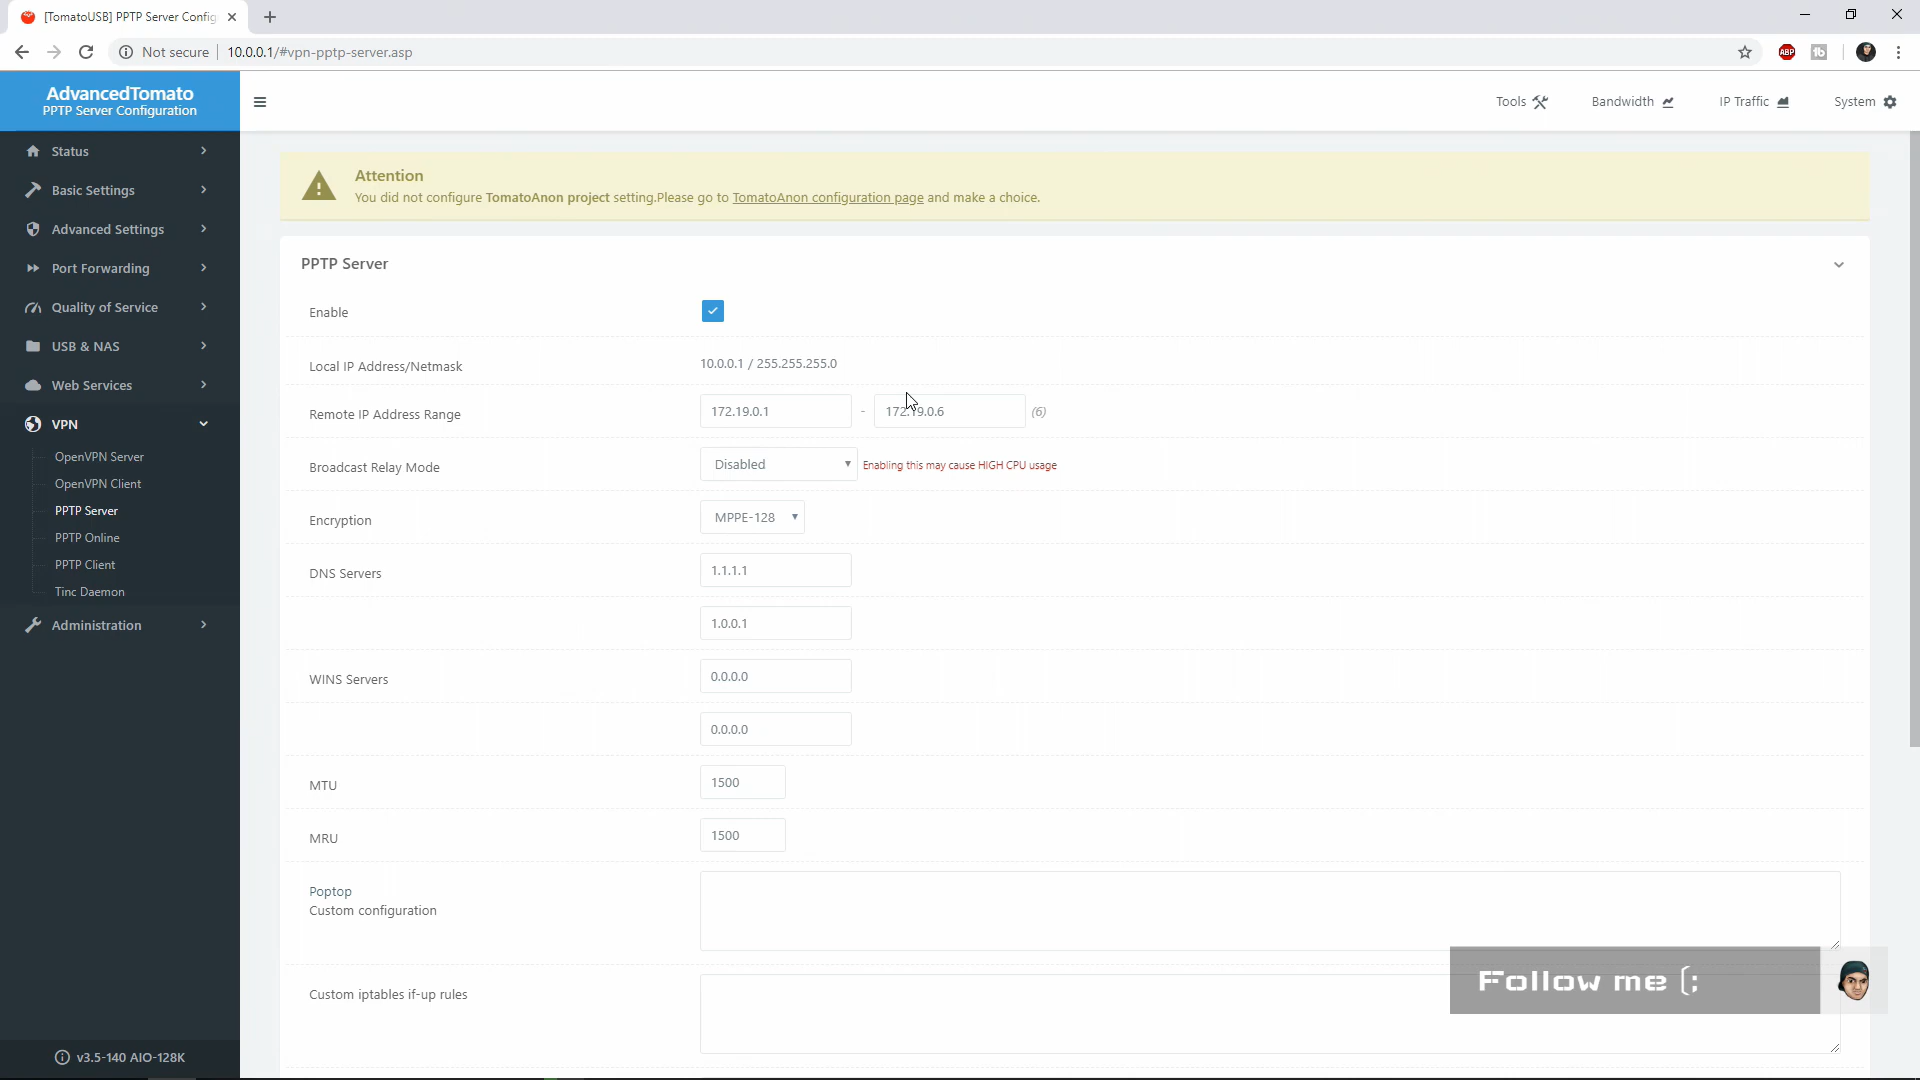 [TomatoUSB] PPTP Server Config
Not secure
10.0.0.1/#vpn-pptp-server.asp
ABP
AdvancedTomato
PPTP Server Configuration
Tools
Bandwidth
IP Traffic
System
Status
Basic Settings
Advanced Settings
Port Forwarding
Quality of Service
USB & NAS
Web Services
VPN
OpenVPN Server
OpenVPN Client
PPTP Server
PPTP Online
PPTP Client
Tinc Daemon
Administration
v3.5-140 AIO-128K
Attention
You did not configure TomatoAnon project setting.Please go to TomatoAnon configuration page and make a choice.
PPTP Server
Enable
Local IP Address/Netmask
10.0.0.1 / 255.255.255.0
Remote IP Address Range
172.19.0.1 - 172.19.0.6 (6)
Broadcast Relay Mode
Disabled
Enabling this may cause HIGH CPU usage
Encryption
MPPE-128
DNS Servers
1.1.1.1
1.0.0.1
WINS Servers
0.0.0.0
0.0.0.0
MTU
1500
MRU
1500
Poptop
Custom configuration
Custom iptables if-up rules
Follow me (;